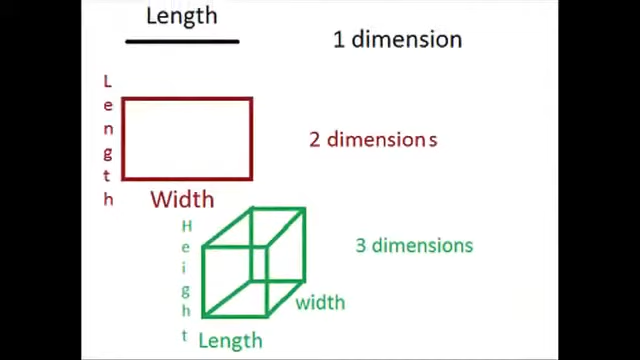 Length
1 dimension
Length
2 dimensions
Width
Height
3 dimensions
width
Length